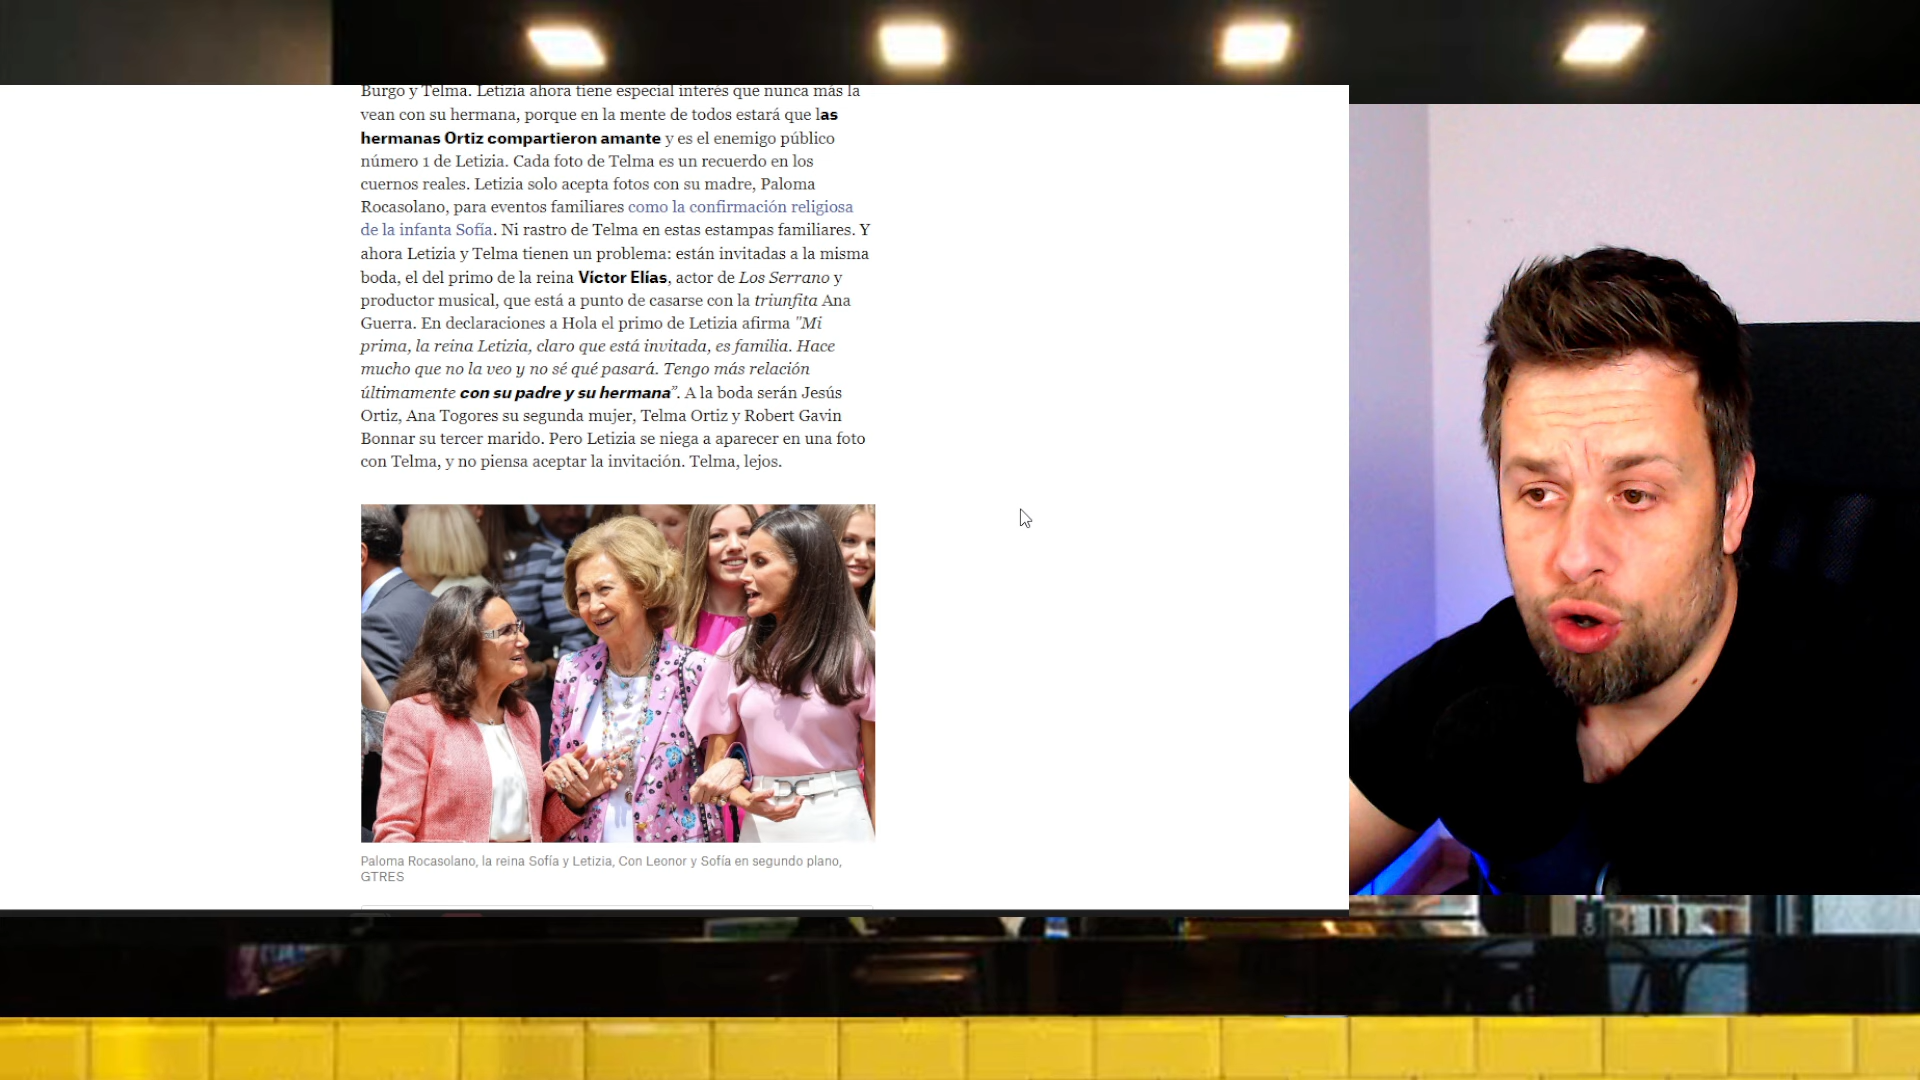 Burgo y Telma. Letizia ahora tiene especial interés que nunca más la
vean con su hermana, porque en la mente de todos estará que las
hermanas Ortiz compartieron amante y es el enemigo público
número 1 de Letizia. Cada foto de Telma es un recuerdo en los
cuernos reales. Letizia solo acepta fotos con su madre, Paloma
Rocasolano, para eventos familiares como la confirmación religiosa
de la infanta Sofía. Ni rastro de Telma en estas estampas familiares. Y
ahora Letizia y Telma tienen un problema: están invitadas a la misma
boda, el del primo de la reina Víctor Elías, actor de Los Serrano y
productor musical, que está a punto de casarse con la triunfita Ana
Guerra. En declaraciones a Hola el primo de Letizia afirma "Mi
prima, la reina Letizia, claro que está invitada, es familia. Hace
mucho que no la veo y no sé qué pasará. Tengo más relación
últimamente con su padre y su hermana". A la boda serán Jesús
Ortiz, Ana Togores su segunda mujer, Telma Ortiz y Robert Gavin
Bonnar su tercer marido. Pero Letizia se niega a aparecer en una foto
con Telma, y no piensa aceptar la invitación. Telma, lejos.
Paloma Rocasolano, la reina Sofía y Letizia, Con Leonor y Sofía en segundo plano,
GTRES